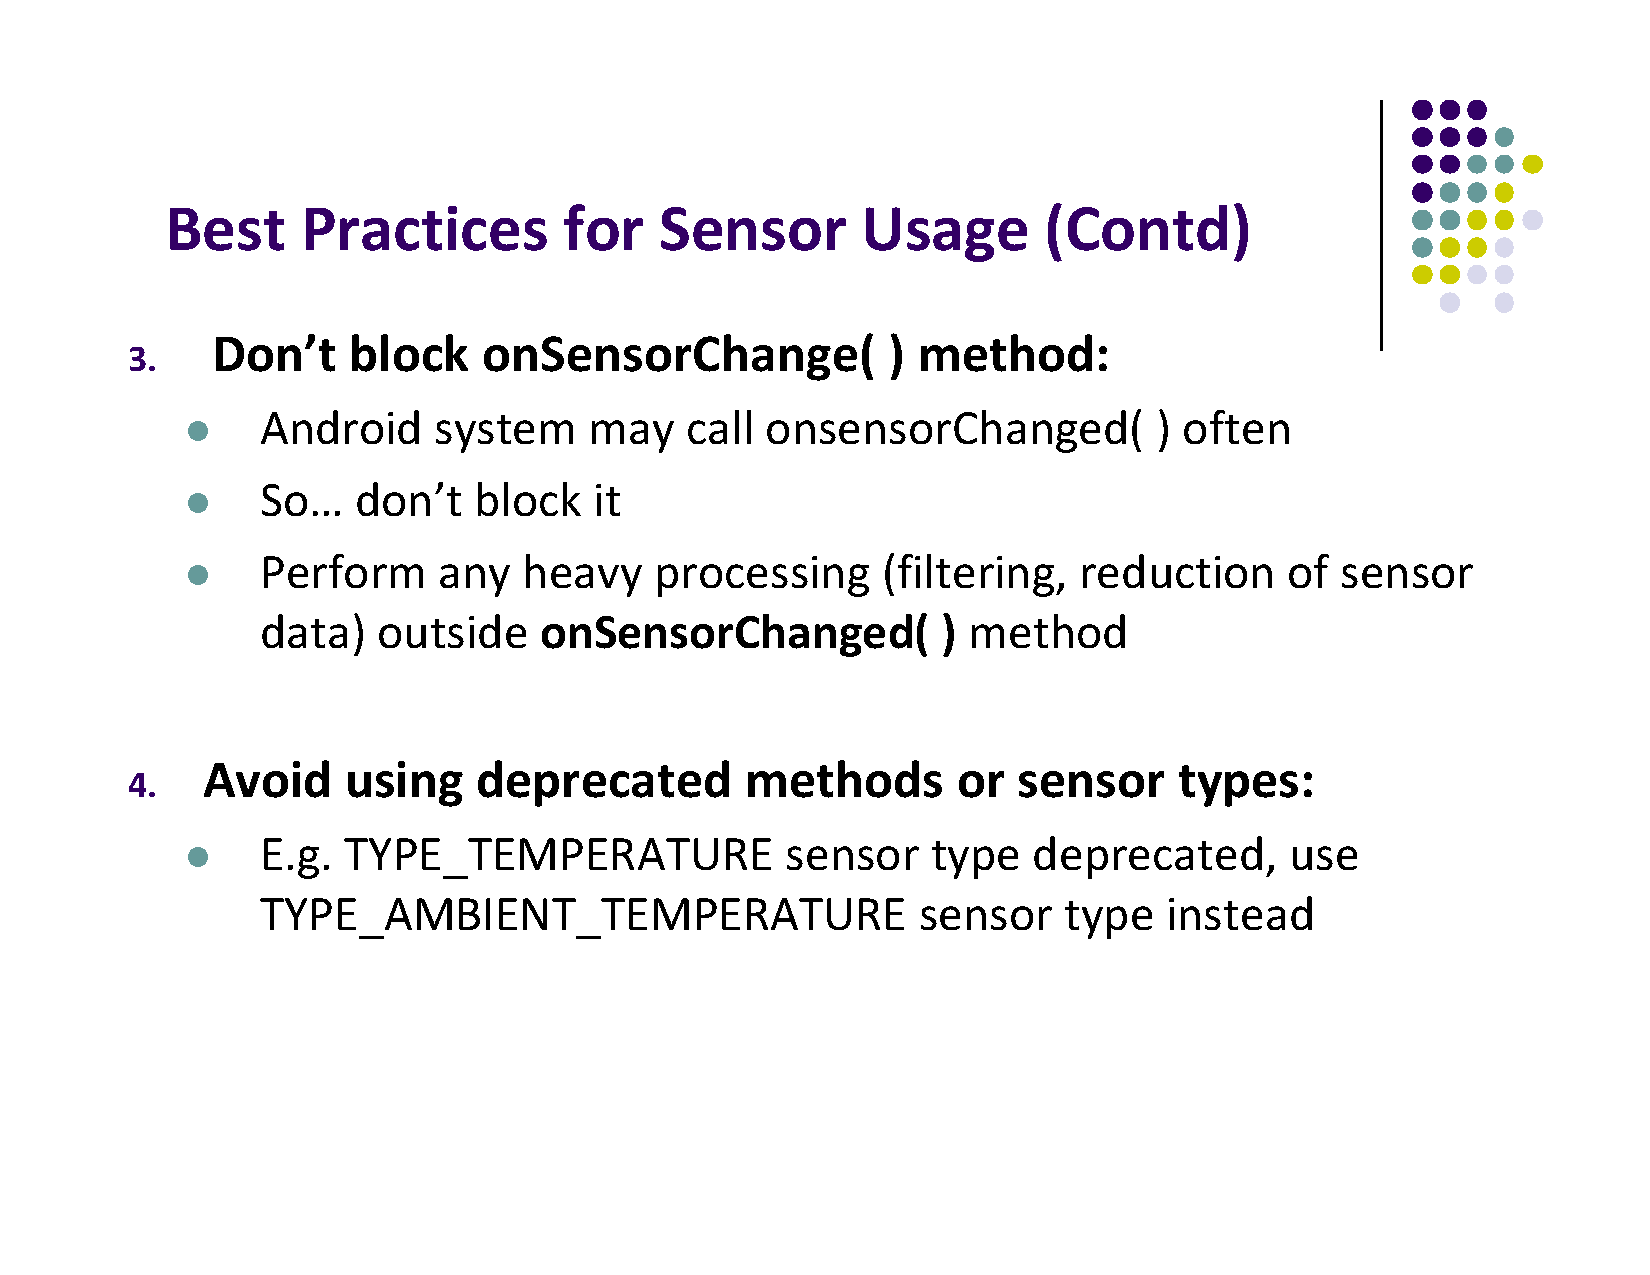 Best Practices for Sensor Usage (Contd)
3. Don’t block onSensorChange( ) method:
● Android system may call onsensorChanged( ) often
● So… don’t block it
● Perform any heavy processing (filtering, reduction of sensor
data) outside onSensorChanged( ) method
4. Avoid using deprecated methods or sensor types:
● E.g. TYPE_TEMPERATURE sensor type deprecated, use
TYPE_AMBIENT_TEMPERATURE sensor type instead